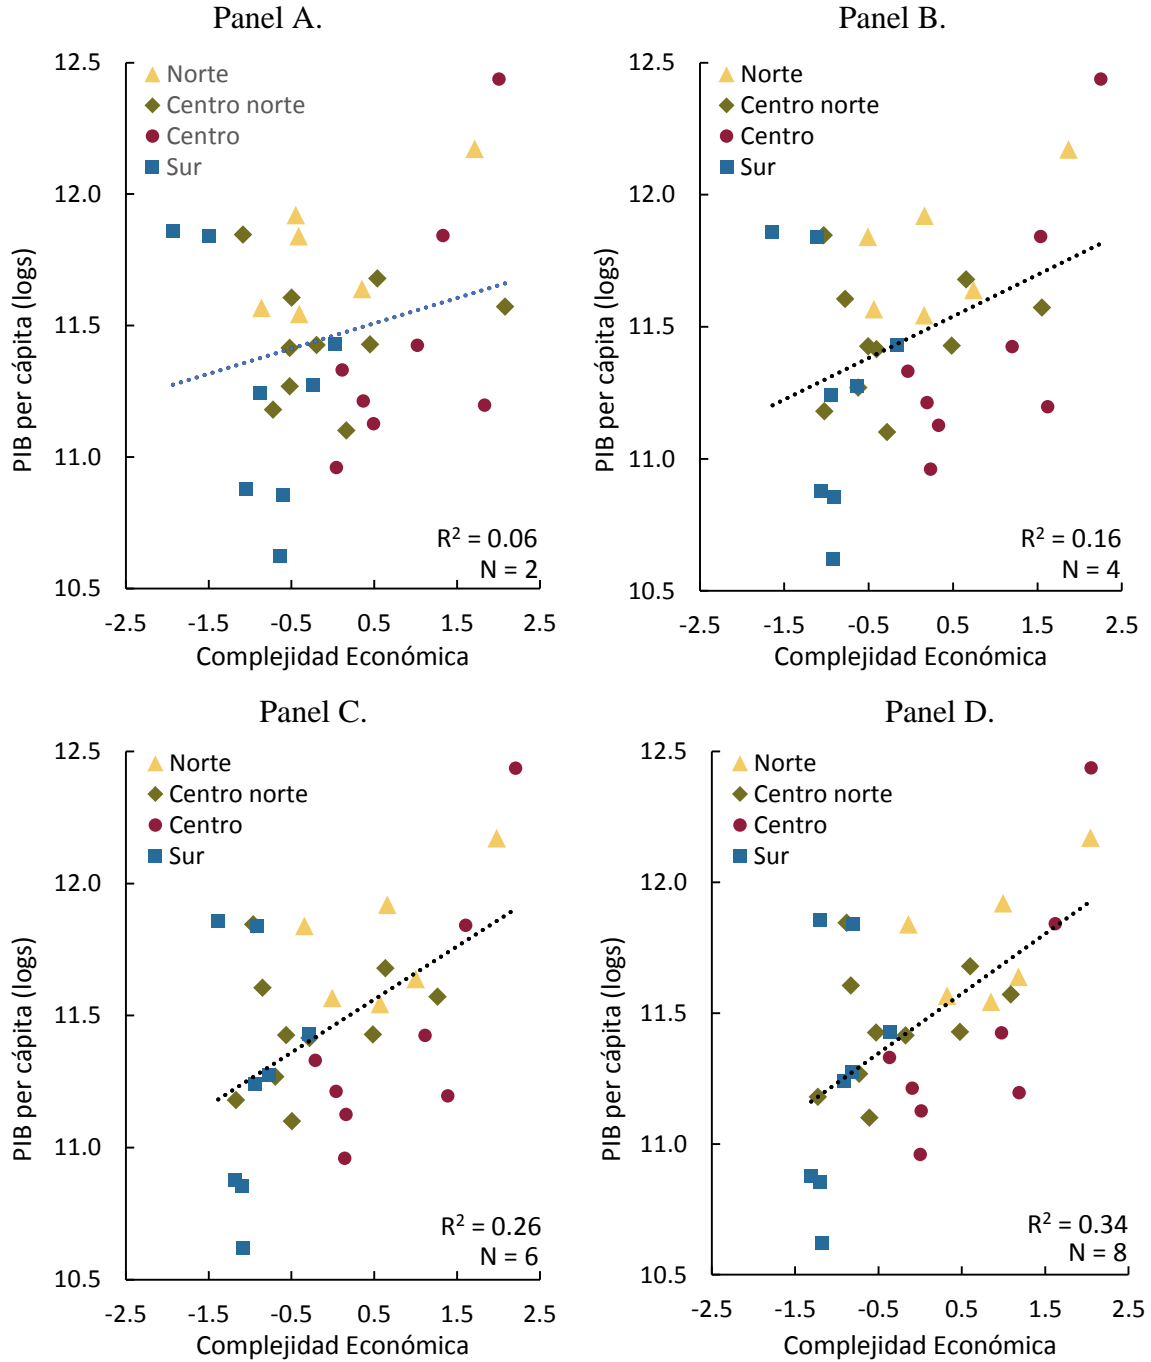 Panel A.
12.5
12.0
11.5
11.0
10.5
PIB per cápita (logs)
Norte
Centro norte
Centro
Sur
R² = 0.06
N = 2
-2.5 -1.5 -0.5 0.5 1.5 2.5
Complejidad Económica
Panel B.
12.5
12.0
11.5
11.0
10.5
PIB per cápita (logs)
Norte
Centro norte
Centro
Sur
R² = 0.16
N = 4
-2.5 -1.5 -0.5 0.5 1.5 2.5
Complejidad Económica
Panel C.
12.5
12.0
11.5
11.0
10.5
PIB per cápita (logs)
Norte
Centro norte
Centro
Sur
R² = 0.26
N = 6
-2.5 -1.5 -0.5 0.5 1.5 2.5
Complejidad Económica
Panel D.
12.5
12.0
11.5
11.0
10.5
PIB per cápita (logs)
Norte
Centro norte
Centro
Sur
R² = 0.34
N = 8
-2.5 -1.5 -0.5 0.5 1.5 2.5
Complejidad Económica